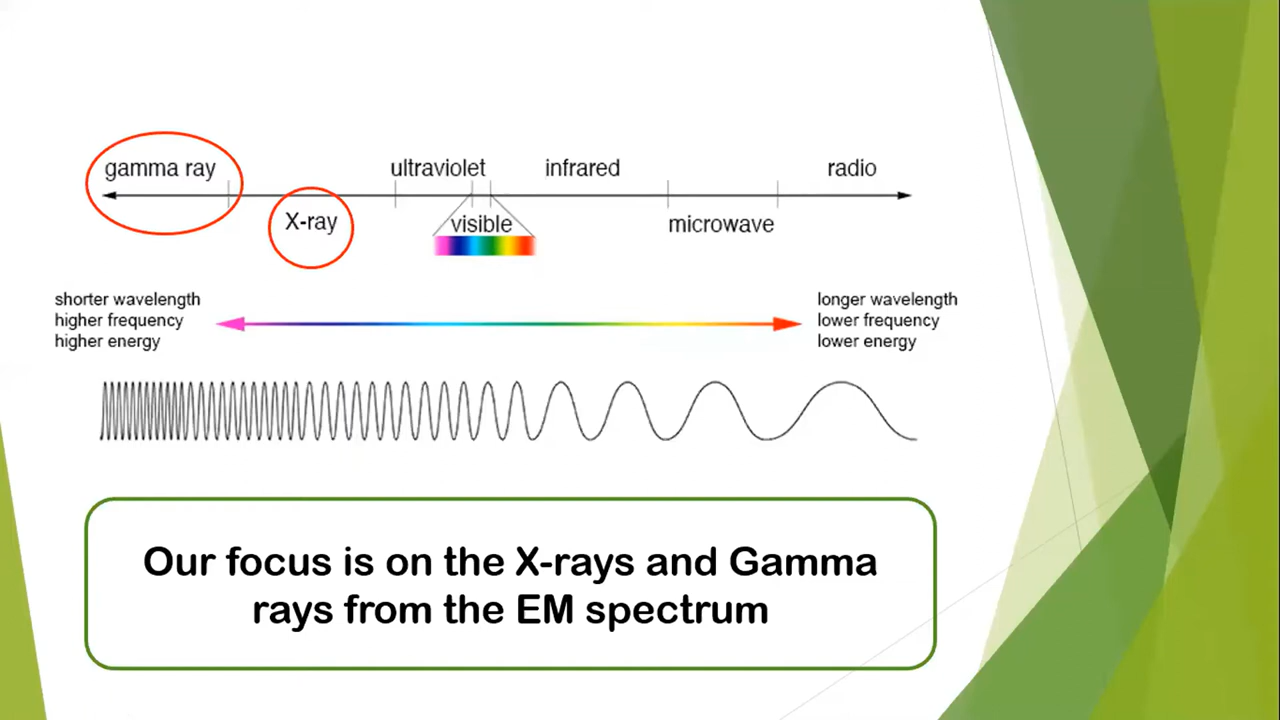 gamma ray
ultraviolet
infrared
radio
X-ray
visible
microwave
shorter wavelength
higher frequency
higher energy
longer wavelength
lower frequency
lower energy
Our focus is on the X-rays and Gamma
rays from the EM spectrum